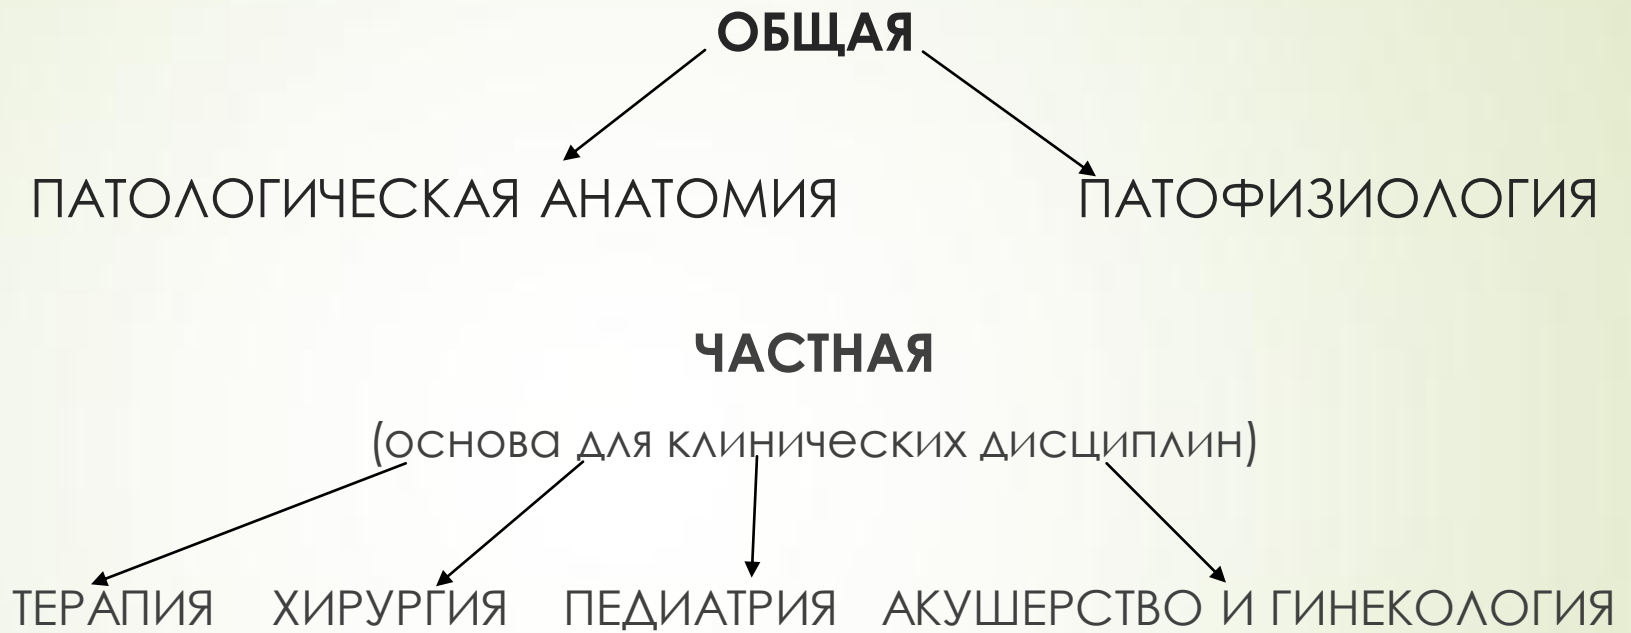 ОБЩАЯ
ПАТОЛОГИЧЕСКАЯ АНАТОМИЯ ПАТОФИЗИОЛОГИЯ
ЧАСТНАЯ
(основа для клинических дисциплин)
ТЕРАПИЯ ХИРУРГИЯ ПЕДИАТРИЯ АКУШЕРСТВО И ГИНЕКОЛОГИЯ